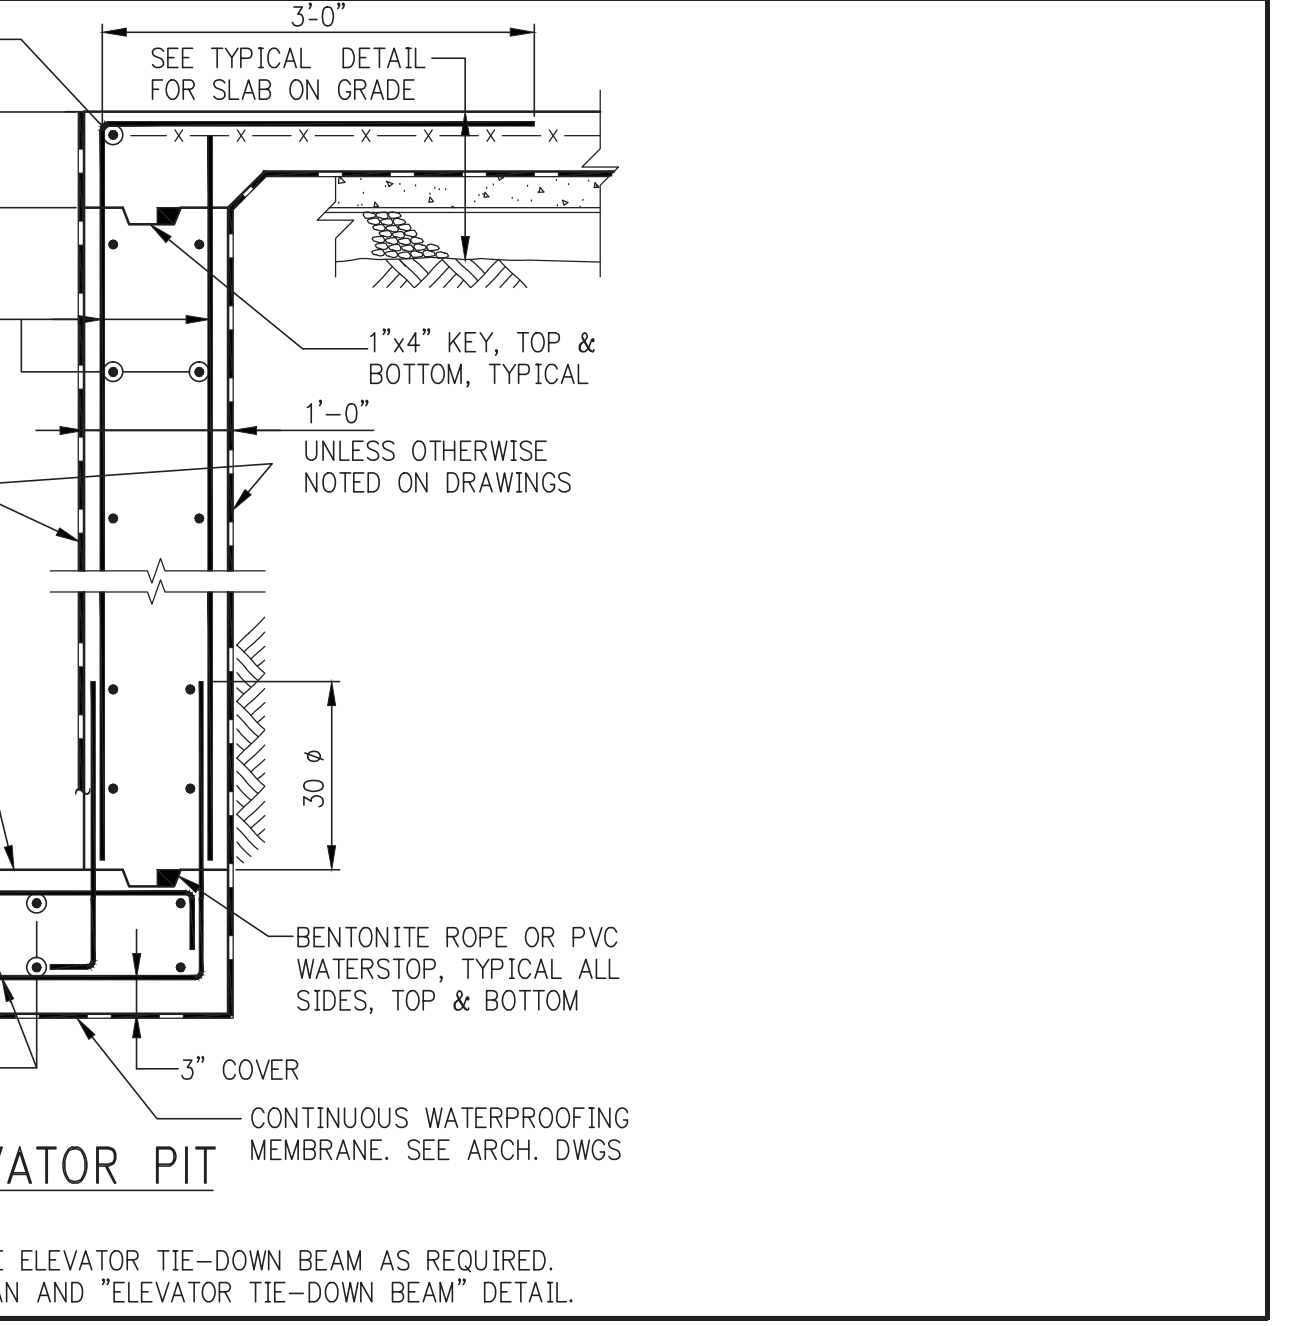 3'-0"
SEE TYPICAL DETAIL
FOR SLAB ON GRADE
X X X X X X X
1"x4" KEY, TOP &
BOTTOM, TYPICAL
1'-0"
UNLESS OTHERWISE
NOTED ON DRAWINGS
30 ø
BENTONITE ROPE OR PVC
WATERSTOP, TYPICAL ALL
SIDES, TOP & BOTTOM
3" COVER
CONTINUOUS WATERPROOFING
MEMBRANE. SEE ARCH. DWGS
VATOR PIT
E ELEVATOR TIE-DOWN BEAM AS REQUIRED.
AN AND "ELEVATOR TIE-DOWN BEAM" DETAIL.